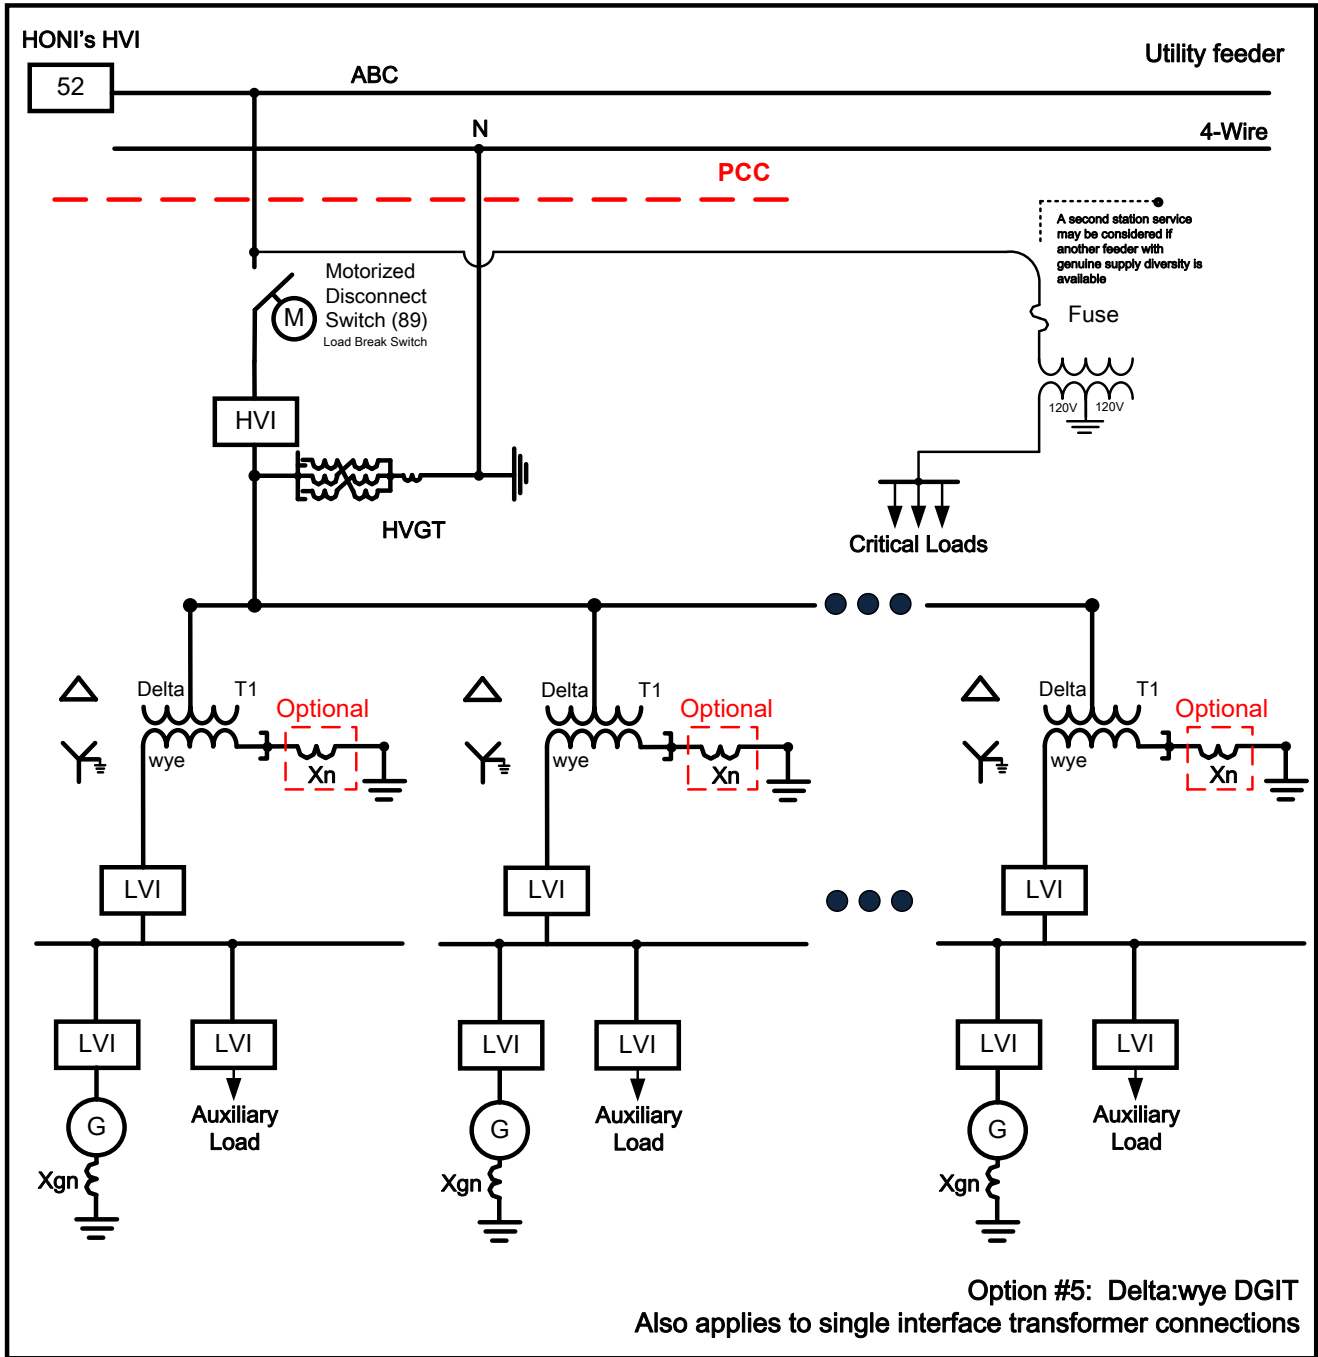 HONI's HVI
Utility feeder
52
ABC
N
4-Wire
PCC
A second station service
may be considered if
another feeder with
genuine supply diversity is
available
Motorized
Disconnect
Switch (89)
Load Break Switch
M
Fuse
HVI
120V
120V
HVGT
Critical Loads
Delta
T1
Optional
wye
Xn
Delta
T1
Optional
wye
Xn
Delta
T1
Optional
wye
Xn
LVI
LVI
LVI
LVI
LVI
LVI
LVI
LVI
LVI
G
Auxiliary
Load
G
Auxiliary
Load
G
Auxiliary
Load
Xgn
Xgn
Xgn
Option #5: Delta:wye DGIT
Also applies to single interface transformer connections